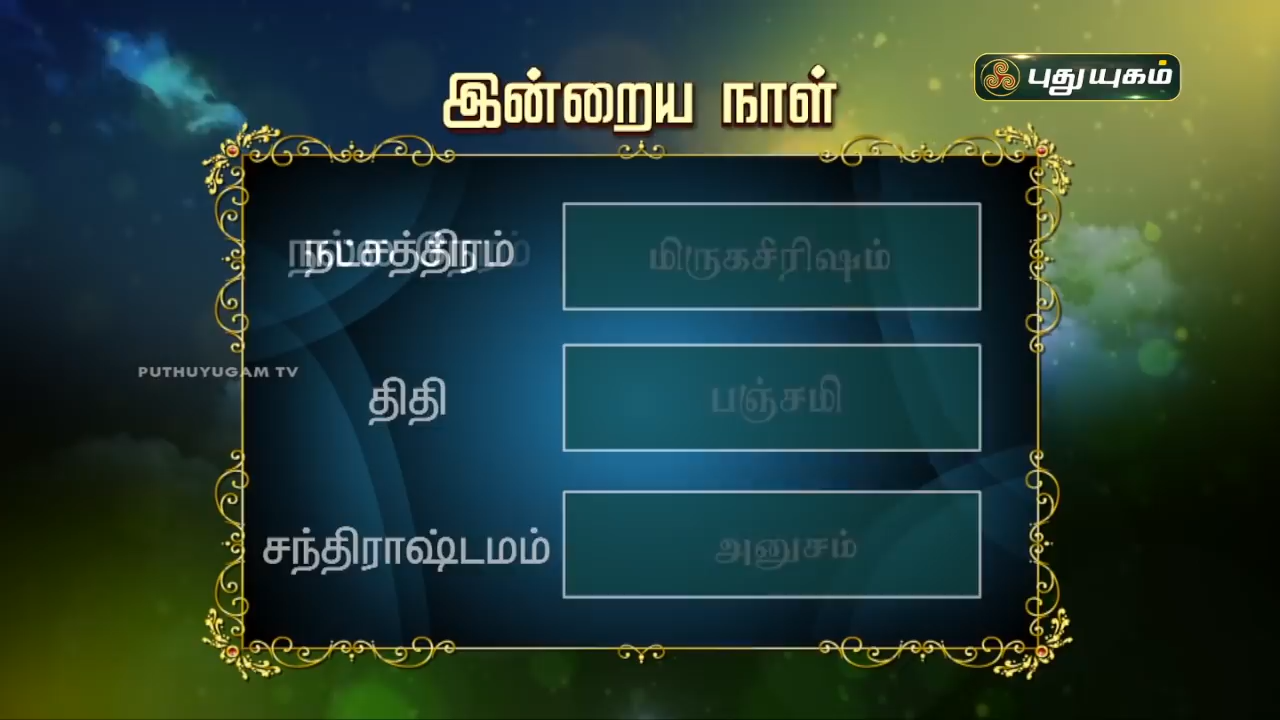 இன்றைய நாள்
புதுயுகம்
நட்சத்திரம்
மிருகசீரிஷம்
PUTHUYUGAM TV
திதி
பஞ்சமி
சந்திராஷ்டமம்
அனுசம்